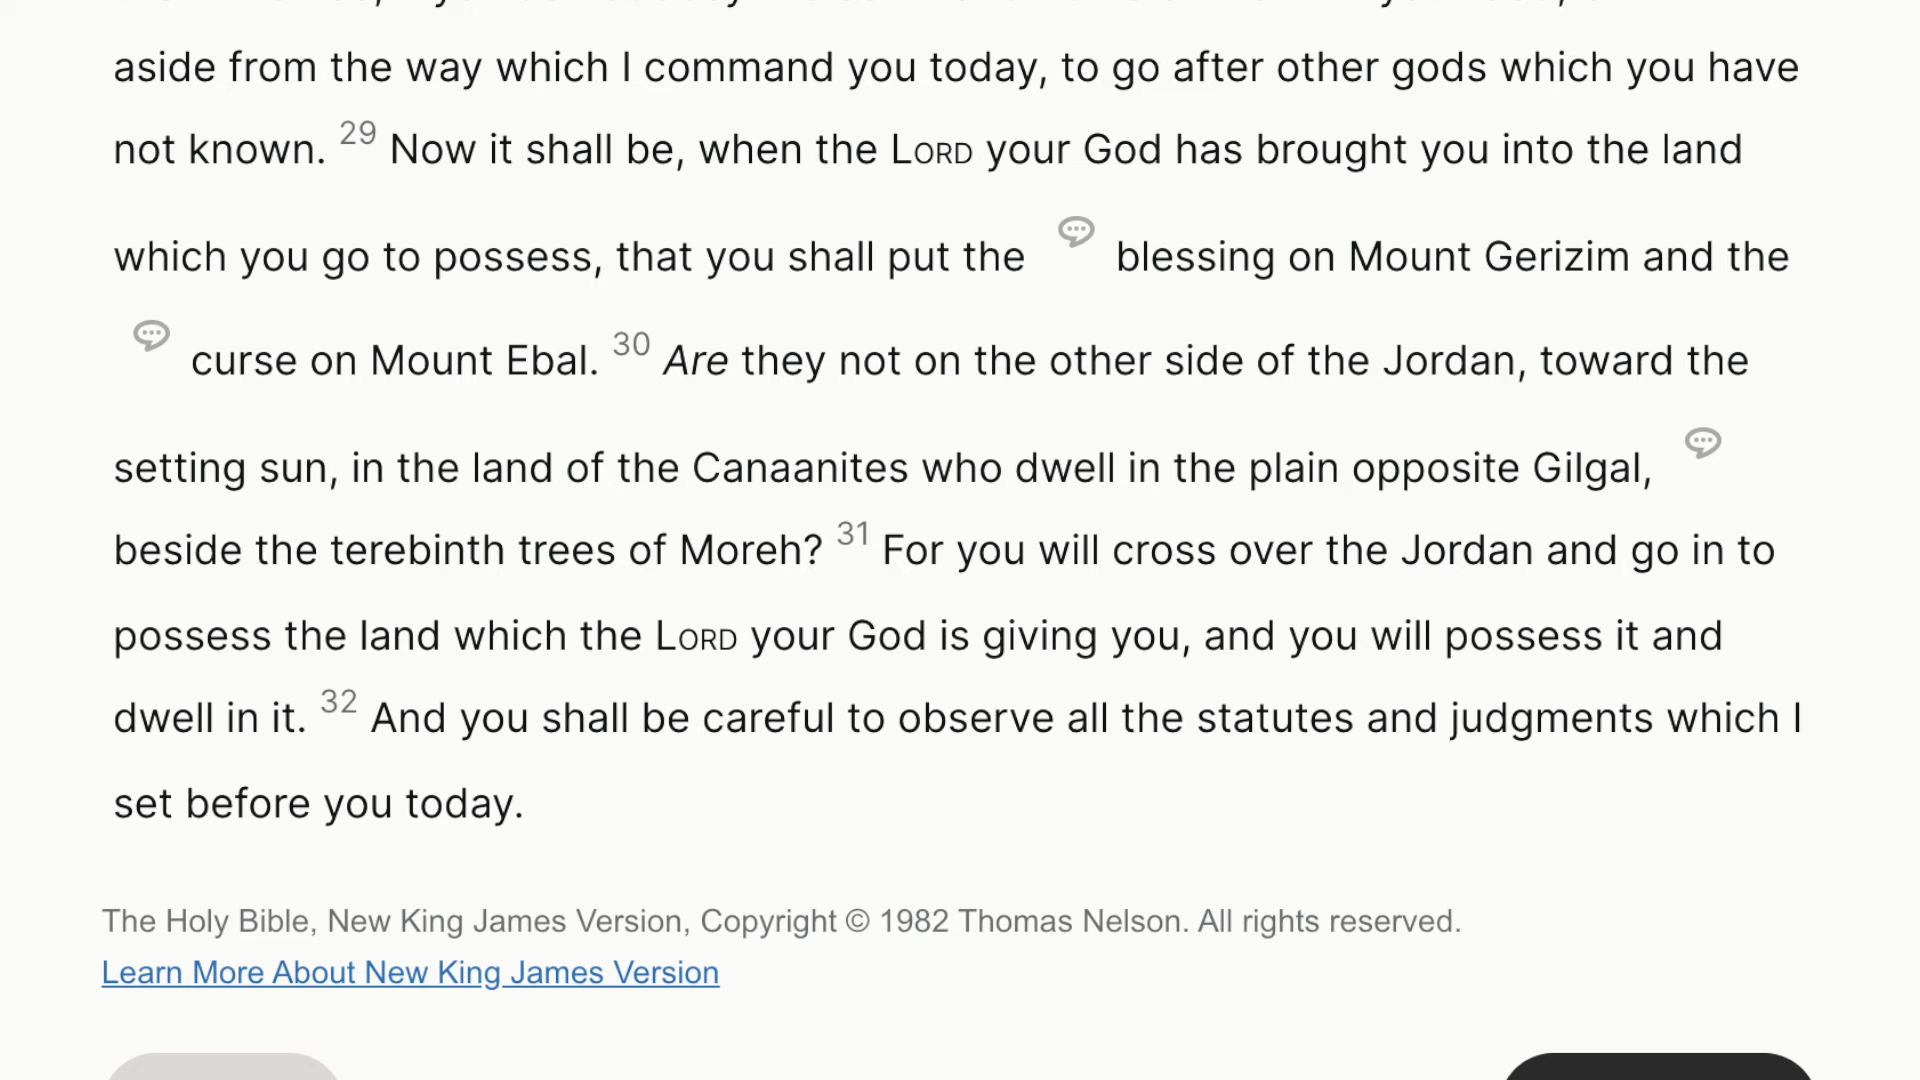 aside from the way which I command you today, to go after other gods which you have
not known. 29 Now it shall be, when the LORD your God has brought you into the land
which you go to possess, that you shall put the blessing on Mount Gerizim and the
curse on Mount Ebal. 30 Are they not on the other side of the Jordan, toward the
setting sun, in the land of the Canaanites who dwell in the plain opposite Gilgal,
beside the terebinth trees of Moreh? 31 For you will cross over the Jordan and go in to
possess the land which the LORD your God is giving you, and you will possess it and
dwell in it. 32 And you shall be careful to observe all the statutes and judgments which I
set before you today.
The Holy Bible, New King James Version, Copyright © 1982 Thomas Nelson. All rights reserved.
Learn More About New King James Version